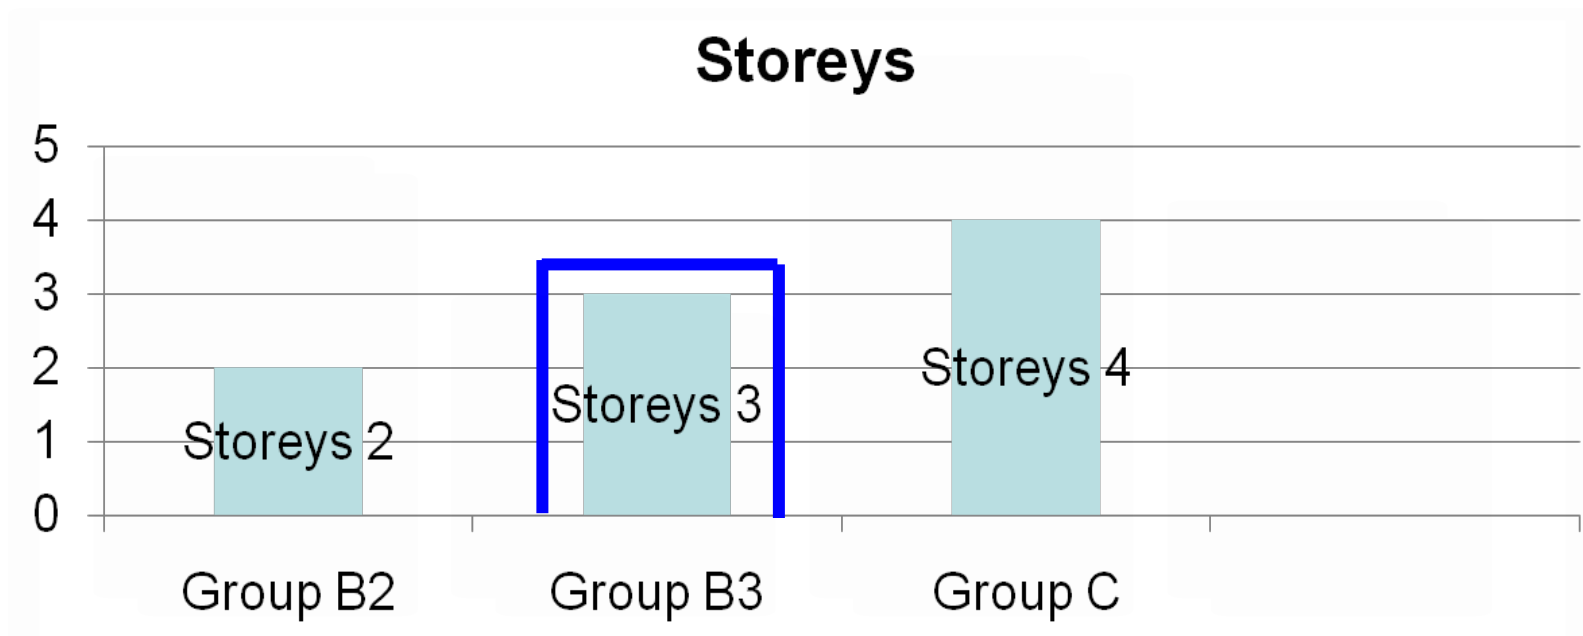 Storeys
5
4
3
2
1
0
Storeys 2
Storeys 3
Storeys 4
Group B2
Group B3
Group C